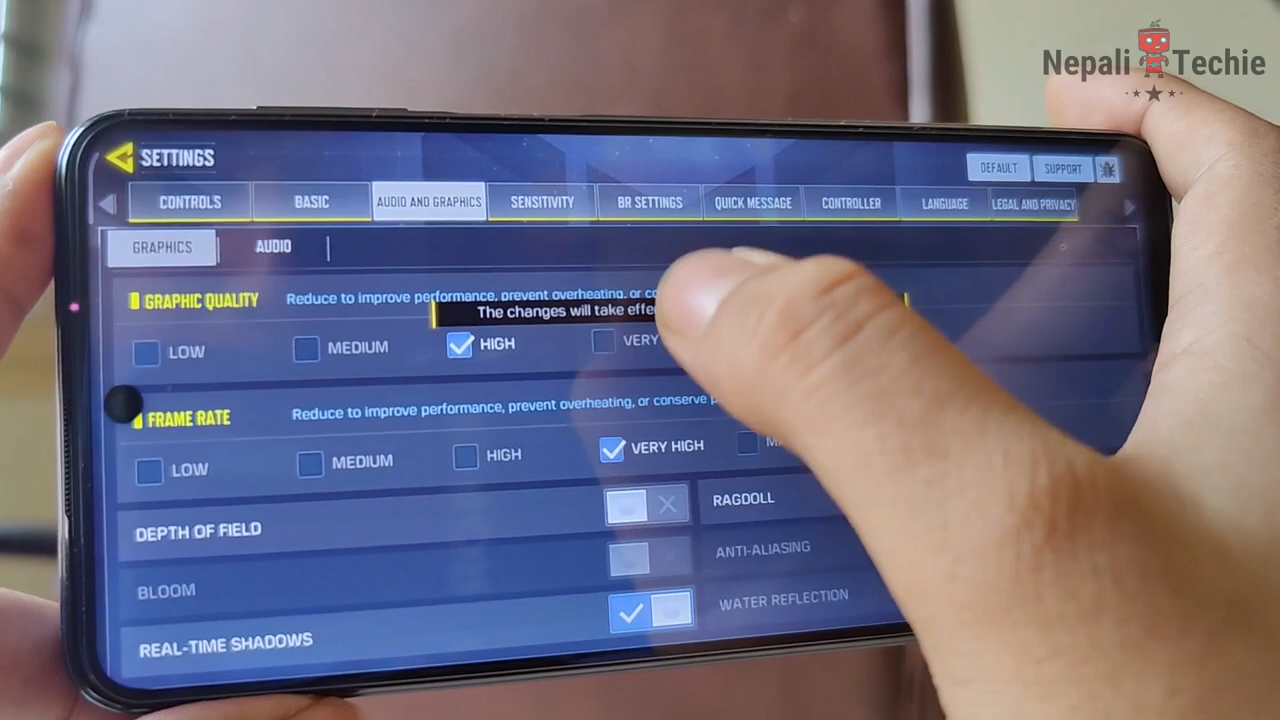 Nepali Techie
SETTINGS
DEFAULT
SUPPORT
CONTROLS
BASIC
AUDIO AND GRAPHICS
SENSITIVITY
BR SETTINGS
QUICK MESSAGE
CONTROLLER
LANGUAGE
LEGAL AND PRIVACY
GRAPHICS
AUDIO
GRAPHIC QUALITY
Reduce to improve performance, prevent overheating, or
The changes will take
LOW
MEDIUM
HIGH
VERY
FRAME RATE
Reduce to improve performance, prevent overheating, or conserve
LOW
MEDIUM
HIGH
VERY HIGH
DEPTH OF FIELD
RAGDOLL
BLOOM
ANTI-ALIASING
REAL-TIME SHADOWS
WATER REFLECTION